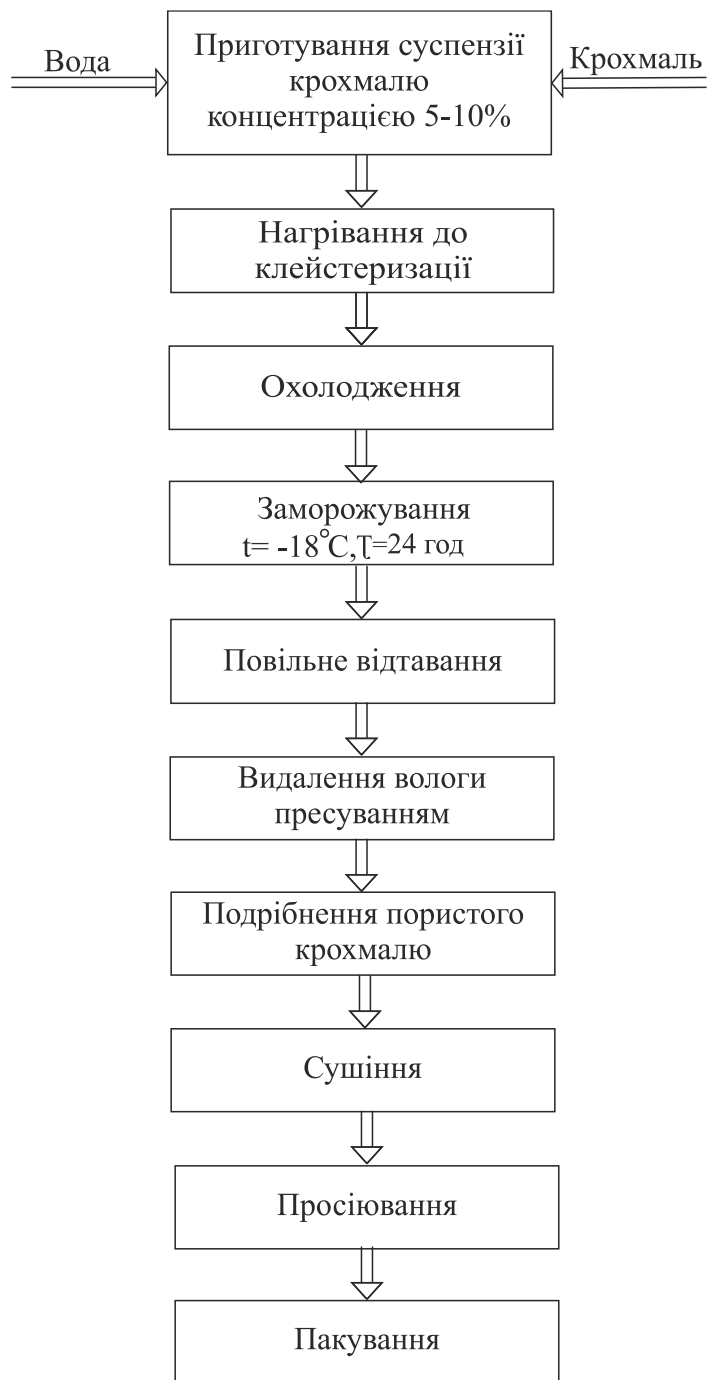 Приготування суспензії
крохмалю
концентрацією 5-10%
Вода
Крохмаль
Нагрівання до
клейстеризації
Охолодження
Заморожування
t= -18°C,Ʈ=24 год
Повільне відтавання
Видалення вологи
пресуванням
Подрібнення пористого
крохмалю
Сушіння
Просіювання
Пакування